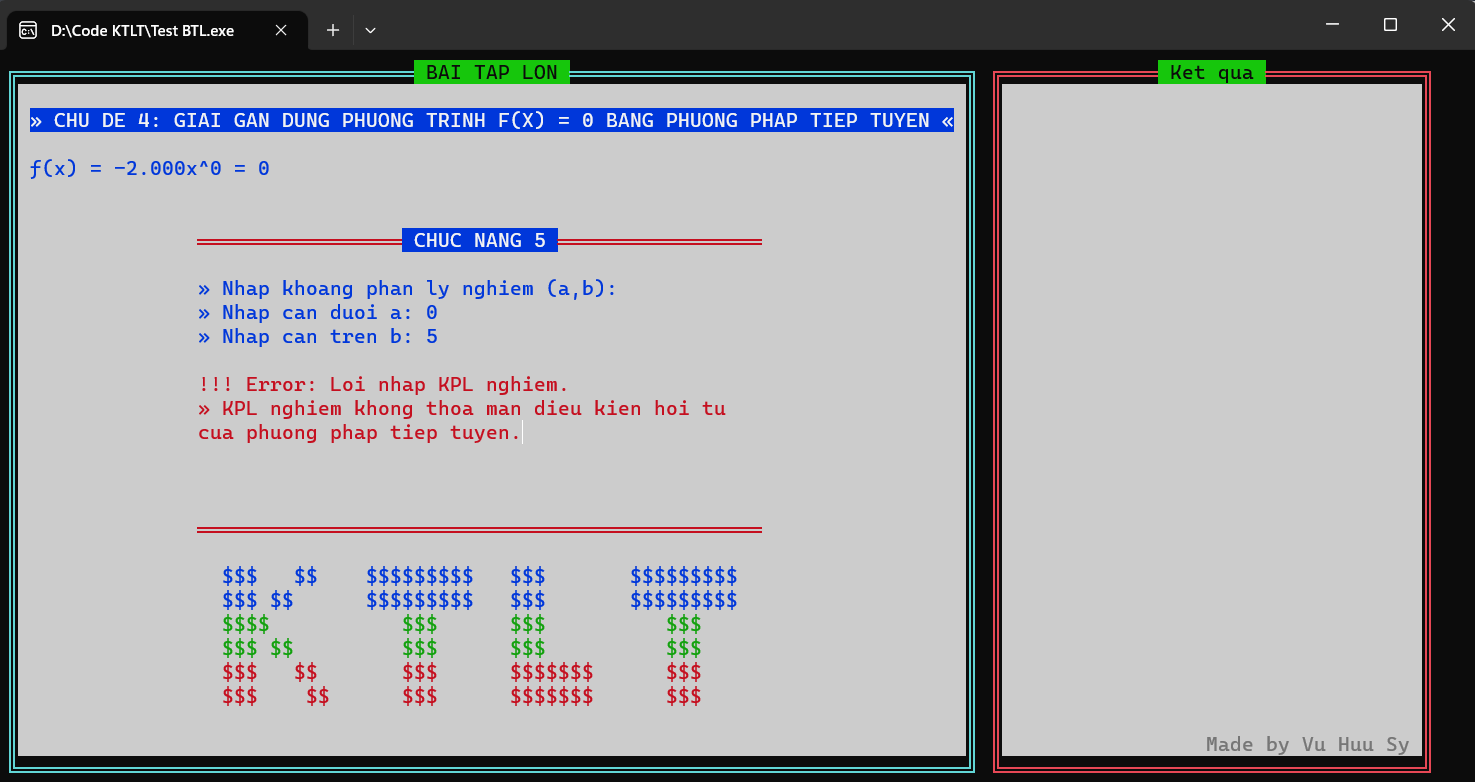 D:\Code KTLT\Test BTL.exe
BAI TAP LON
» CHU DE 4: GIAI GAN DUNG PHUONG TRINH F(X) = 0 BANG PHUONG PHAP TIEP TUYEN «
ƒ(x) = -2.000x^0 = 0
CHUC NANG 5
» Nhap khoang phan ly nghiem (a,b):
» Nhap can duoi a: 0
» Nhap can tren b: 5
!!! Error: Loi nhap KPL nghiem.
» KPL nghiem khong thoa man dieu kien hoi tu
cua phuong phap tiep tuyen.
$$$   $$    $$$$$$$$$   $$$       $$$$$$$$$
$$$ $$      $$$$$$$$$   $$$       $$$$$$$$$
$$$$           $$$      $$$          $$$
$$$ $$         $$$      $$$          $$$
$$$   $$       $$$      $$$$$$$      $$$
$$$    $$      $$$      $$$$$$$      $$$
Ket qua
Made by Vu Huu Sy